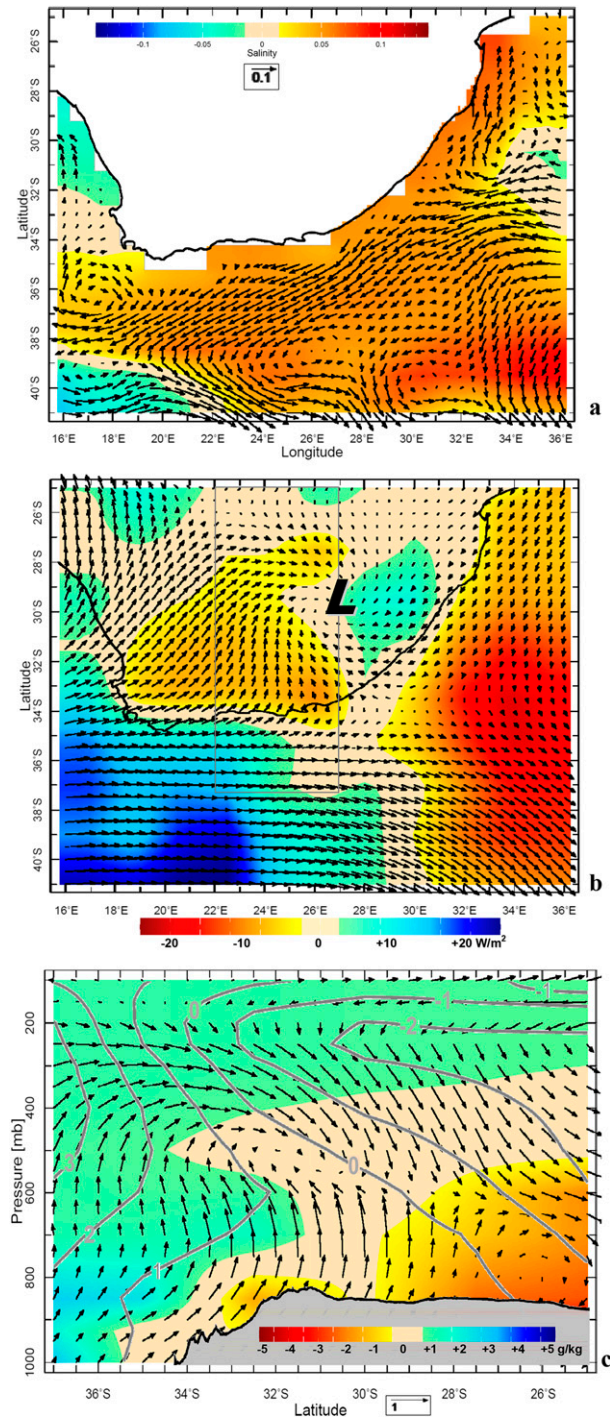 26°S
28°S
30°S
32°S
34°S
36°S
38°S
40°S
Latitude
-0.1 -0.05 0.05 0.1
Salinity
0.1
16°E 18°E 20°E 22°E 24°E 26°E 28°E 30°E 32°E 34°E 36°E
Longitude
a
26°S
28°S
30°S
32°S
34°S
36°S
38°S
40°S
Latitude
L
16°E 18°E 20°E 22°E 24°E 26°E 28°E 30°E 32°E 34°E 36°E
b
-20 -10 0 +10 +20 W/m²
200
400
600
800
1000
Pressure [mb]
0 -1 -1
-2
3
2
1
0
-5 -4 -3 -2 -1 0 +1 +2 +3 +4 +5 g/kg
c
36°S 34°S 32°S 30°S 28°S 26°S
Latitude
1